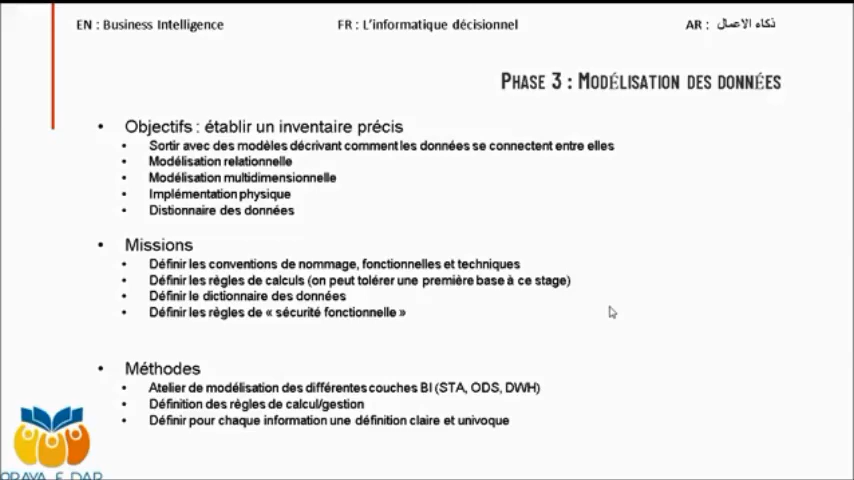 EN : Business Intelligence
FR : L’informatique décisionnel
AR : ذكاء الاعمال
PHASE 3 : MODÉLISATION DES DONNÉES
• Objectifs : établir un inventaire précis
• Sortir avec des modèles décrivant comment les données se connectent entre elles
• Modélisation relationnelle
• Modélisation multidimensionnelle
• Implémentation physique
• Distionnaire des données
• Missions
• Définir les conventions de nommage, fonctionnelles et techniques
• Définir les règles de calculs (on peut tolérer une première base à ce stage)
• Définir le dictionnaire des données
• Définir les règles de « sécurité fonctionnelle »
• Méthodes
• Atelier de modélisation des différentes couches BI (STA, ODS, DWH)
• Définition des règles de calcul/gestion
• Définir pour chaque information une définition claire et univoque